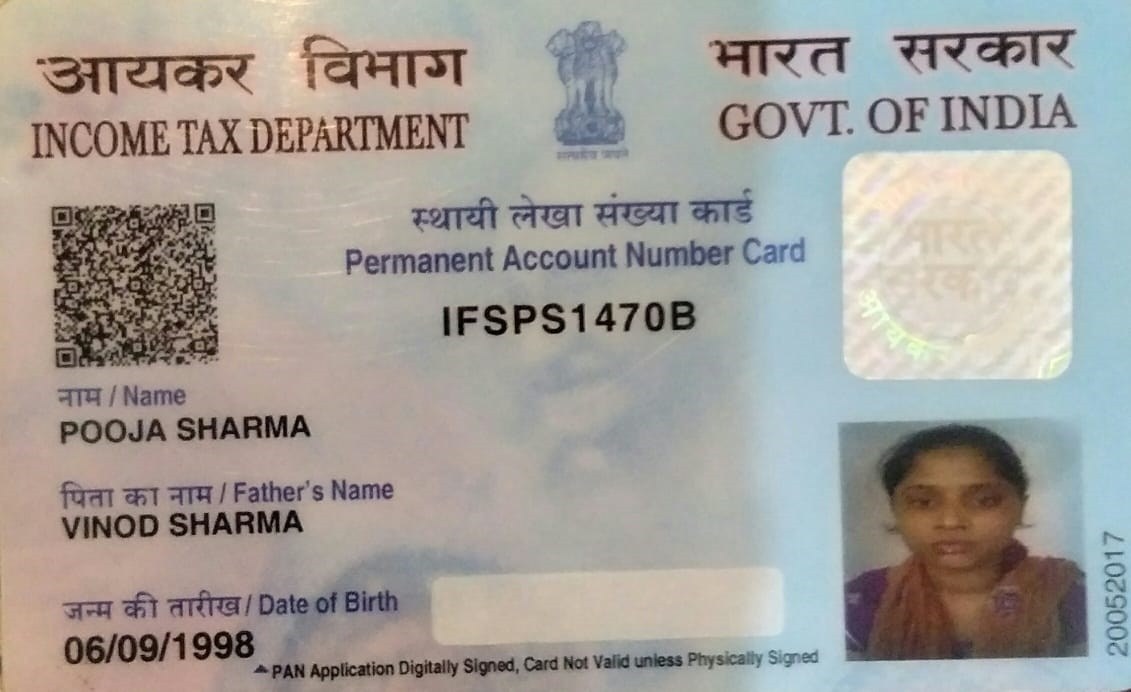 आयकर विभाग
INCOME TAX DEPARTMENT
सत्यमेव जयते
भारत सरकार
GOVT. OF INDIA
स्थायी लेखा संख्या कार्ड
Permanent Account Number Card
IFSPS1470B
नाम / Name
POOJA SHARMA
पिता का नाम / Father's Name
VINOD SHARMA
जन्म की तारीख / Date of Birth
06/09/1998
PAN Application Digitally Signed, Card Not Valid unless Physically Signed
20052017
भारत